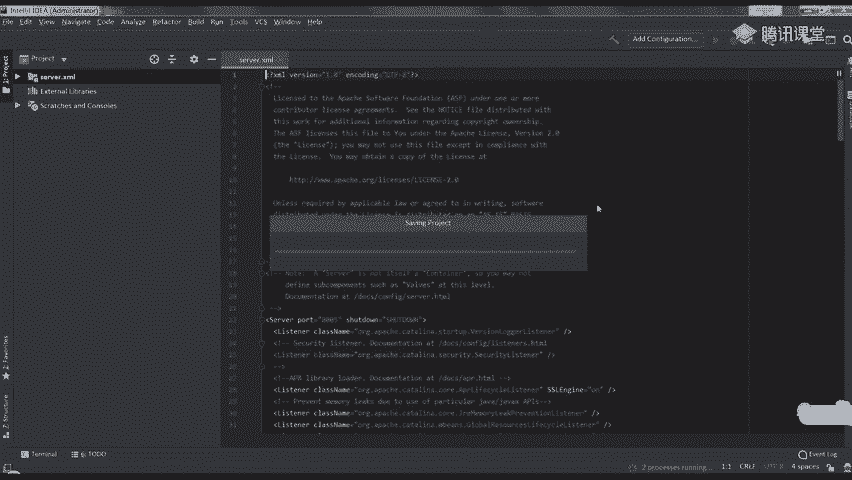 IntelliJ IDEA (Administrator)
File Edit View Navigate Code Analyze Refactor Build Run Tools VCS Window Help
腾讯课堂
Add Configuration...
Project
server.xml
1: Project
server.xml
External Libraries
Scratches and Consoles
<?xml version="1.0" encoding="UTF-8"?>
<!--
Licensed to the Apache Software Foundation (ASF) under one or more
contributor license agreements. See the NOTICE file distributed with
this work for additional information regarding copyright ownership.
The ASF licenses this file to You under the Apache License, Version 2.0
(the "License"); you may not use this file except in compliance with
the License. You may obtain a copy of the License at
http://www.apache.org/licenses/LICENSE-2.0
Unless required by applicable law or agreed to in writing, software
Saving Project
<!-- Note: A "Server" is not itself a "Container", so you may not
define subcomponents such as "Valves" at this level.
Documentation at /docs/config/server.html
-->
<Server port="8005" shutdown="SHUTDOWN">
<Listener className="org.apache.catalina.startup.VersionLoggerListener" />
<!-- Security listener. Documentation at /docs/config/listeners.html
<Listener className="org.apache.catalina.security.SecurityListener" />
-->
<!--APR library loader. Documentation at /docs/apr.html -->
<Listener className="org.apache.catalina.core.AprLifecycleListener" SSLEngine="on" />
<!-- Prevent memory leaks due to use of particular java/javax APIs-->
<Listener className="org.apache.catalina.core.JreMemoryLeakPreventionListener" />
<Listener className="org.apache.catalina.mbeans.GlobalResourcesLifecycleListener" />
2: Favorites
7: Structure
Terminal 6: TODO
Event Log
2 processes running... 1:1 CRLF 4 spaces